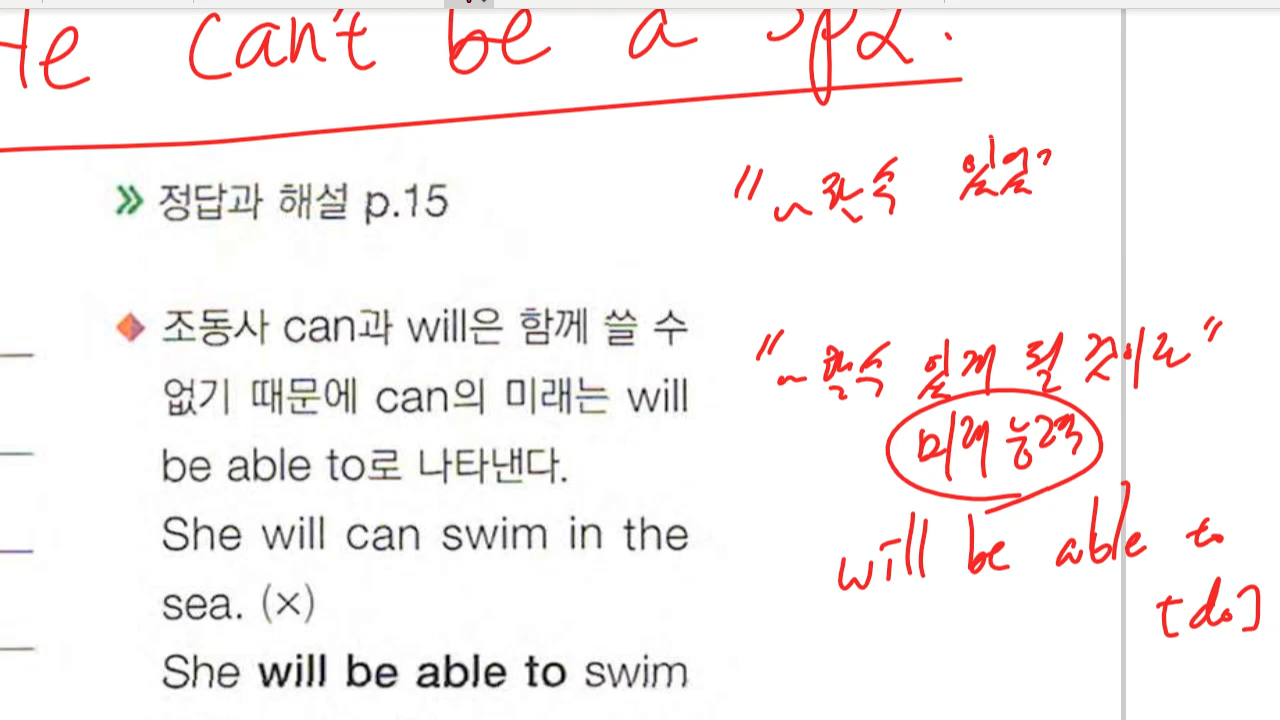 He can't be a spy.
>> 정답과 해설 p.15
"~할 수 있음"
◆ 조동사 can과 will은 함께 쓸 수
없기 때문에 can의 미래는 will
be able to로 나타낸다.
She will can swim in the
sea. (×)
She will be able to swim
"~할 수 있게 될 것이다"
미래 능력
will be able to
[do]